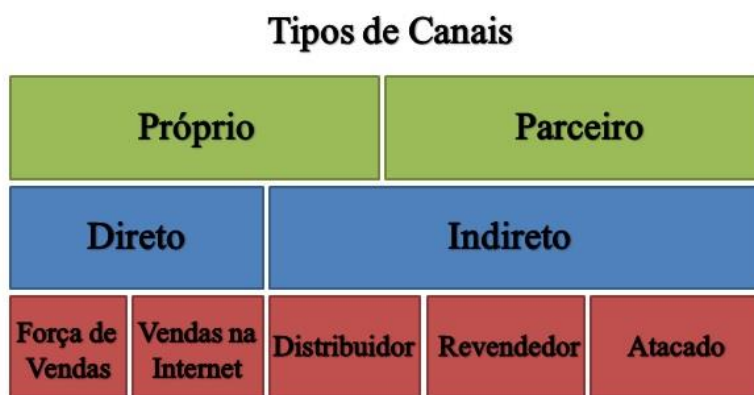 Tipos de Canais
Próprio
Parceiro
Direto
Indireto
Força de
Vendas
Vendas na
Internet
Distribuidor
Revendedor
Atacado